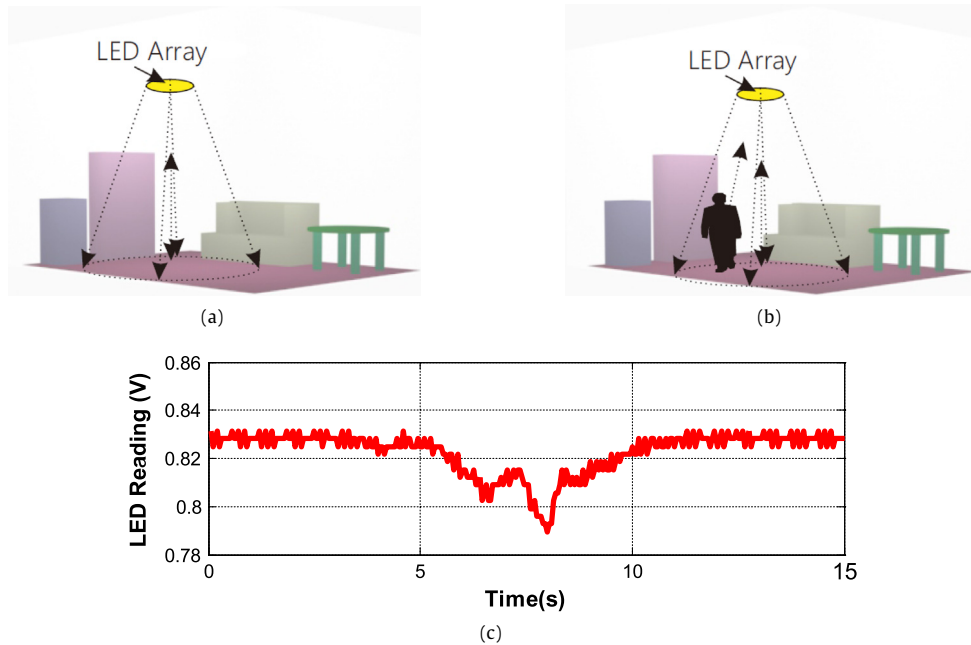 LED Array
LED Array
(a)
(b)
0.86
0.84
0.82
0.8
0.78
LED Reading (V)
0
5
10
15
Time(s)
(c)